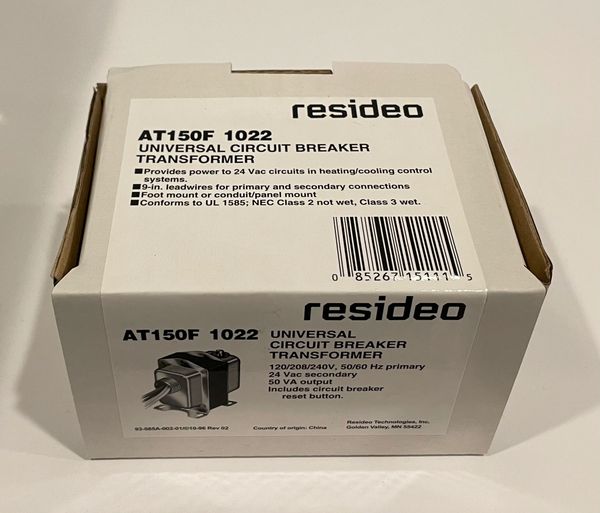 resideo
AT150F 1022
UNIVERSAL CIRCUIT BREAKER
TRANSFORMER
■Provides power to 24 Vac circuits in heating/cooling control
systems.
■9-in. leadwires for primary and secondary connections
■Foot mount or conduit/panel mount
■Conforms to UL 1585; NEC Class 2 not wet, Class 3 wet.
0 85267 15111 5
resideo
AT150F 1022
UNIVERSAL
CIRCUIT BREAKER
TRANSFORMER
120/208/240V, 50/60 Hz primary
24 Vac secondary
50 VA output
Includes circuit breaker
reset button.
Country of origin: China
Resideo Technologies, Inc.
Golden Valley, MN 55422